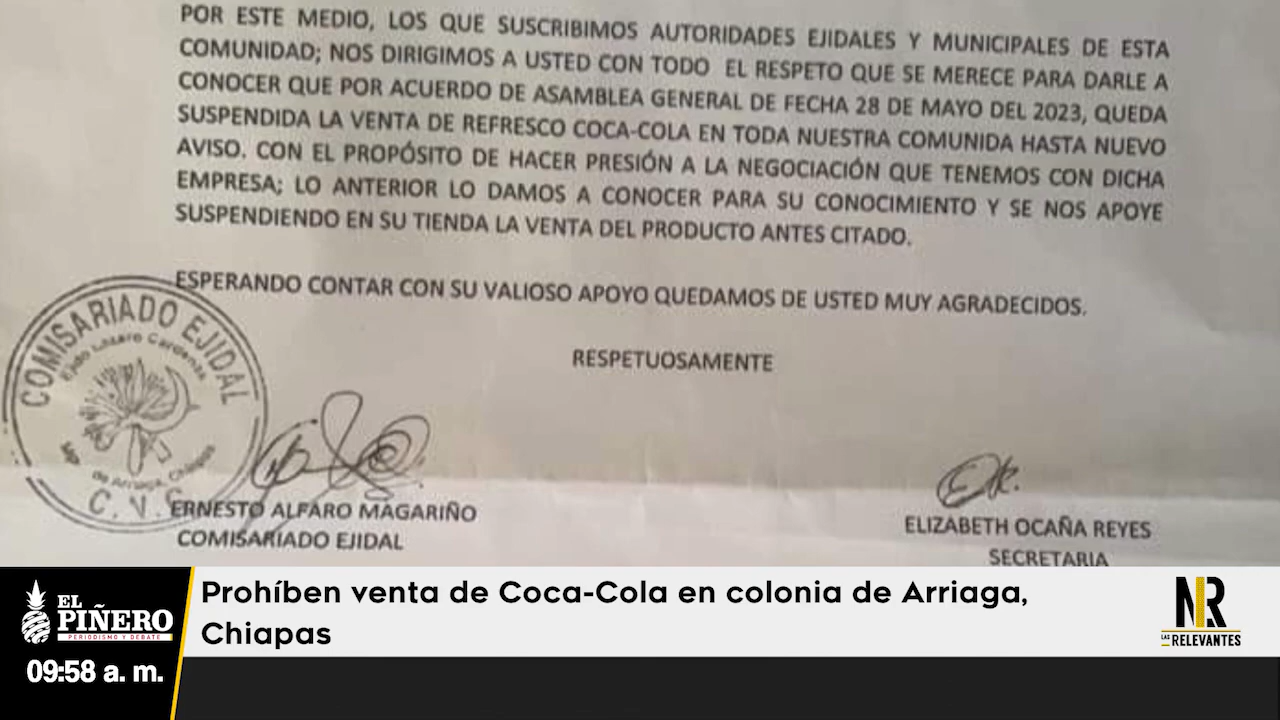 POR ESTE MEDIO, LOS QUE SUSCRIBIMOS AUTORIDADES EJIDALES Y MUNICIPALES DE ESTA
COMUNIDAD; NOS DIRIGIMOS A USTED CON TODO EL RESPETO QUE SE MERECE PARA DARLE A
CONOCER QUE POR ACUERDO DE ASAMBLEA GENERAL DE FECHA 28 DE MAYO DEL 2023, QUEDA
SUSPENDIDA LA VENTA DE REFRESCO COCA-COLA EN TODA NUESTRA COMUNIDA HASTA NUEVO
AVISO. CON EL PROPÓSITO DE HACER PRESIÓN A LA NEGOCIACIÓN QUE TENEMOS CON DICHA
EMPRESA; LO ANTERIOR LO DAMOS A CONOCER PARA SU CONOCIMIENTO Y SE NOS APOYE
SUSPENDIENDO EN SU TIENDA LA VENTA DEL PRODUCTO ANTES CITADO.
ESPERANDO CONTAR CON SU VALIOSO APOYO QUEDAMOS DE USTED MUY AGRADECIDOS.
RESPETUOSAMENTE
COMISARIADO EJIDAL
Ejido Lázaro Cardenas
Mp de Arriaga, Chiapas
C. V. C.
ERNESTO ALFARO MAGARIÑO
COMISARIADO EJIDAL
ELIZABETH OCAÑA REYES
SECRETARIA
EL PIÑERO
PERIODISMO Y DEBATE
09:58 a. m.
Prohíben venta de Coca-Cola en colonia de Arriaga,
Chiapas
NR
LAS RELEVANTES